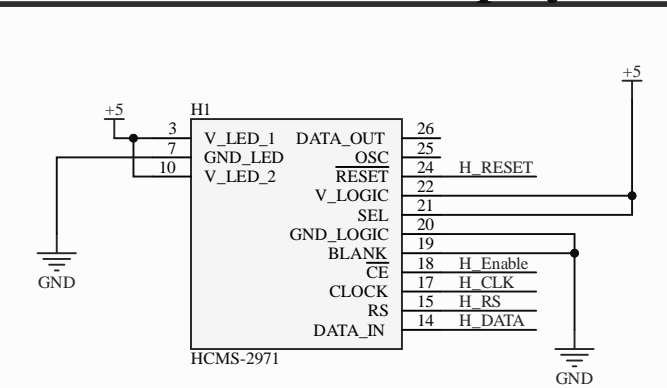 +5
+5
H1
3 V_LED_1 DATA_OUT 26
7 GND_LED OSC 25
10 V_LED_2 RESET 24 H_RESET
V_LOGIC 22
SEL 21
GND_LOGIC 20
BLANK 19
CE 18 H_Enable
CLOCK 17 H_CLK
RS 15 H_RS
DATA_IN 14 H_DATA
GND
HCMS-2971
GND